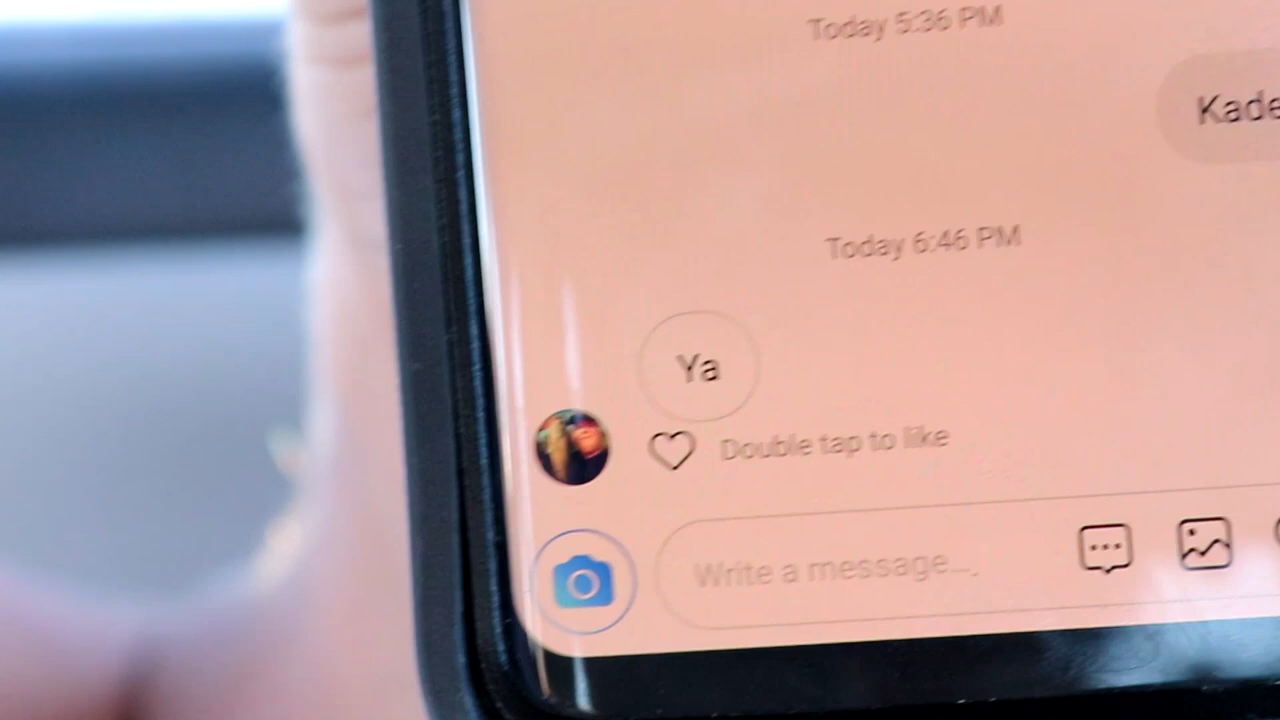 Today 5:36 PM
Kade
Today 6:46 PM
Ya
Double tap to like
Write a message...